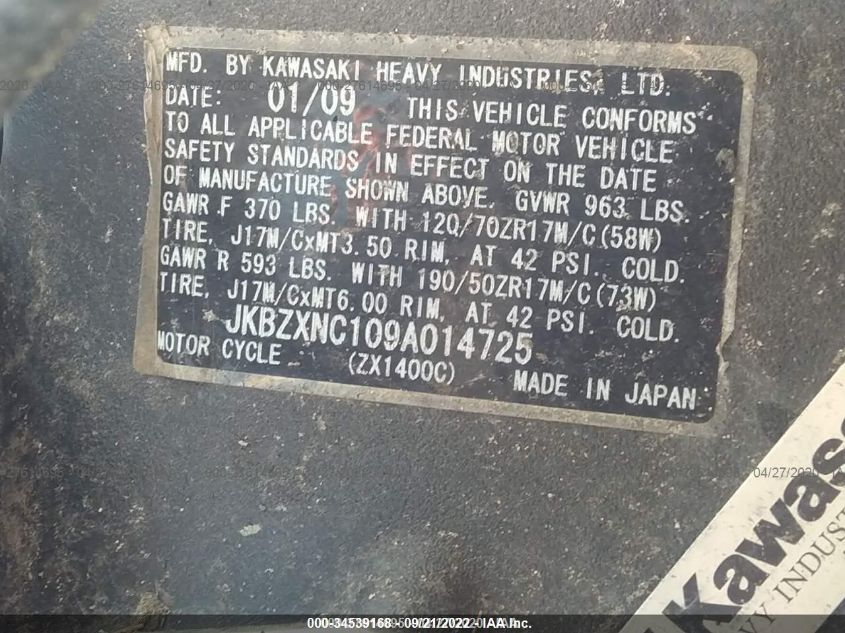 MFD. BY KAWASAKI HEAVY INDUSTRIES, LTD.
DATE: 01/09 THIS VEHICLE CONFORMS
TO ALL APPLICABLE FEDERAL MOTOR VEHICLE
SAFETY STANDARDS IN EFFECT ON THE DATE
OF MANUFACTURE SHOWN ABOVE. GVWR 963 LBS.
GAWR F 370 LBS. WITH 120/70ZR17M/C(58W)
TIRE, J17M/CxMT3.50 RIM, AT 42 PSI. COLD.
GAWR R 593 LBS. WITH 190/50ZR17M/C(73W)
TIRE, J17M/CxMT6.00 RIM, AT 42 PSI. COLD.
JKBZXNC109A014725
MOTOR CYCLE (ZX1400C) MADE IN JAPAN
04/27/2020 - IAA
Kawas
VY INDUST
000-34539168 - 09/21/2022 - IAA Inc.